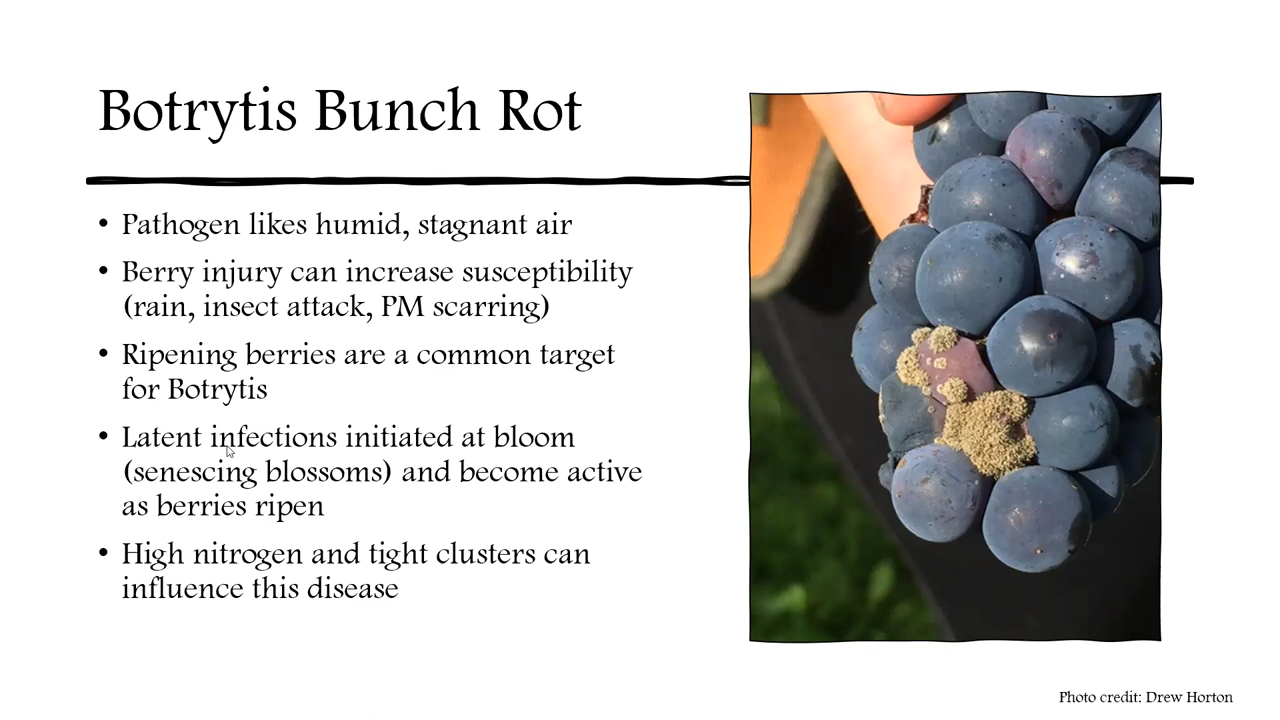 Botrytis Bunch Rot
• Pathogen likes humid, stagnant air
• Berry injury can increase susceptibility
(rain, insect attack, PM scarring)
• Ripening berries are a common target
for Botrytis
• Latent infections initiated at bloom
(senescing blossoms) and become active
as berries ripen
• High nitrogen and tight clusters can
influence this disease
Photo credit: Drew Horton